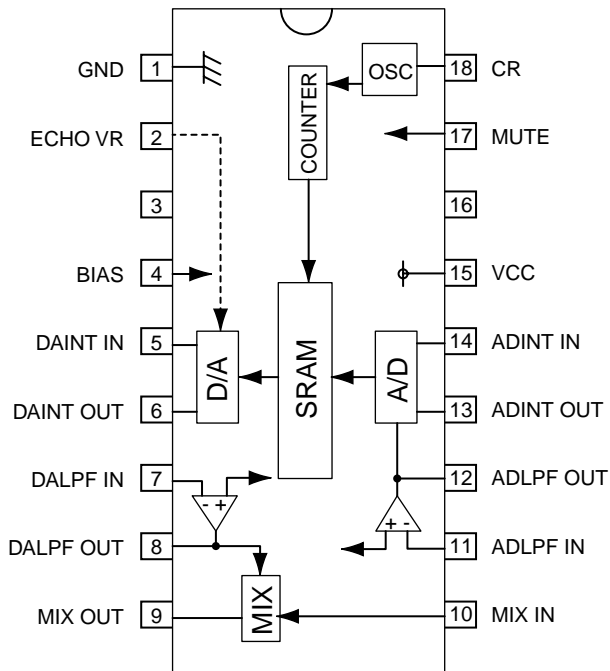 GND 1 OSC 18 CR
COUNTER
ECHO VR 2 17 MUTE
3 16
BIAS 4 15 VCC
DAINT IN 5 14 ADINT IN
D/A SRAM A/D
DAINT OUT 6 13 ADINT OUT
DALPF IN 7 12 ADLPF OUT
- +
+ -
DALPF OUT 8 11 ADLPF IN
MIX OUT 9 MIX 10 MIX IN